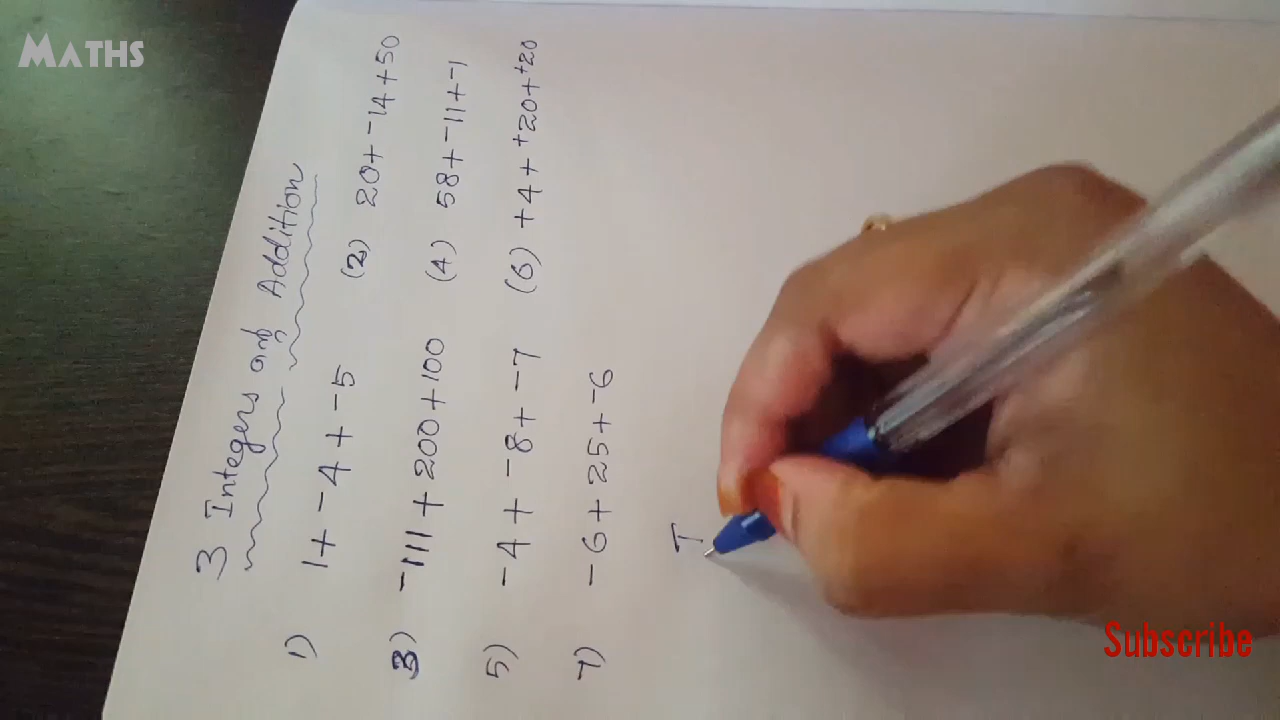 MATHS
3 Integers ன் Addition
1) 1 + -4 + -5 (2) 20 + -14 + 50
3) -111 + 200 + 100 (4) 58 + -11 + -1
5) -4 + -8 + -7 (6) +4 + +20 + +20
7) -6 + 25 + -6
I
Subscribe